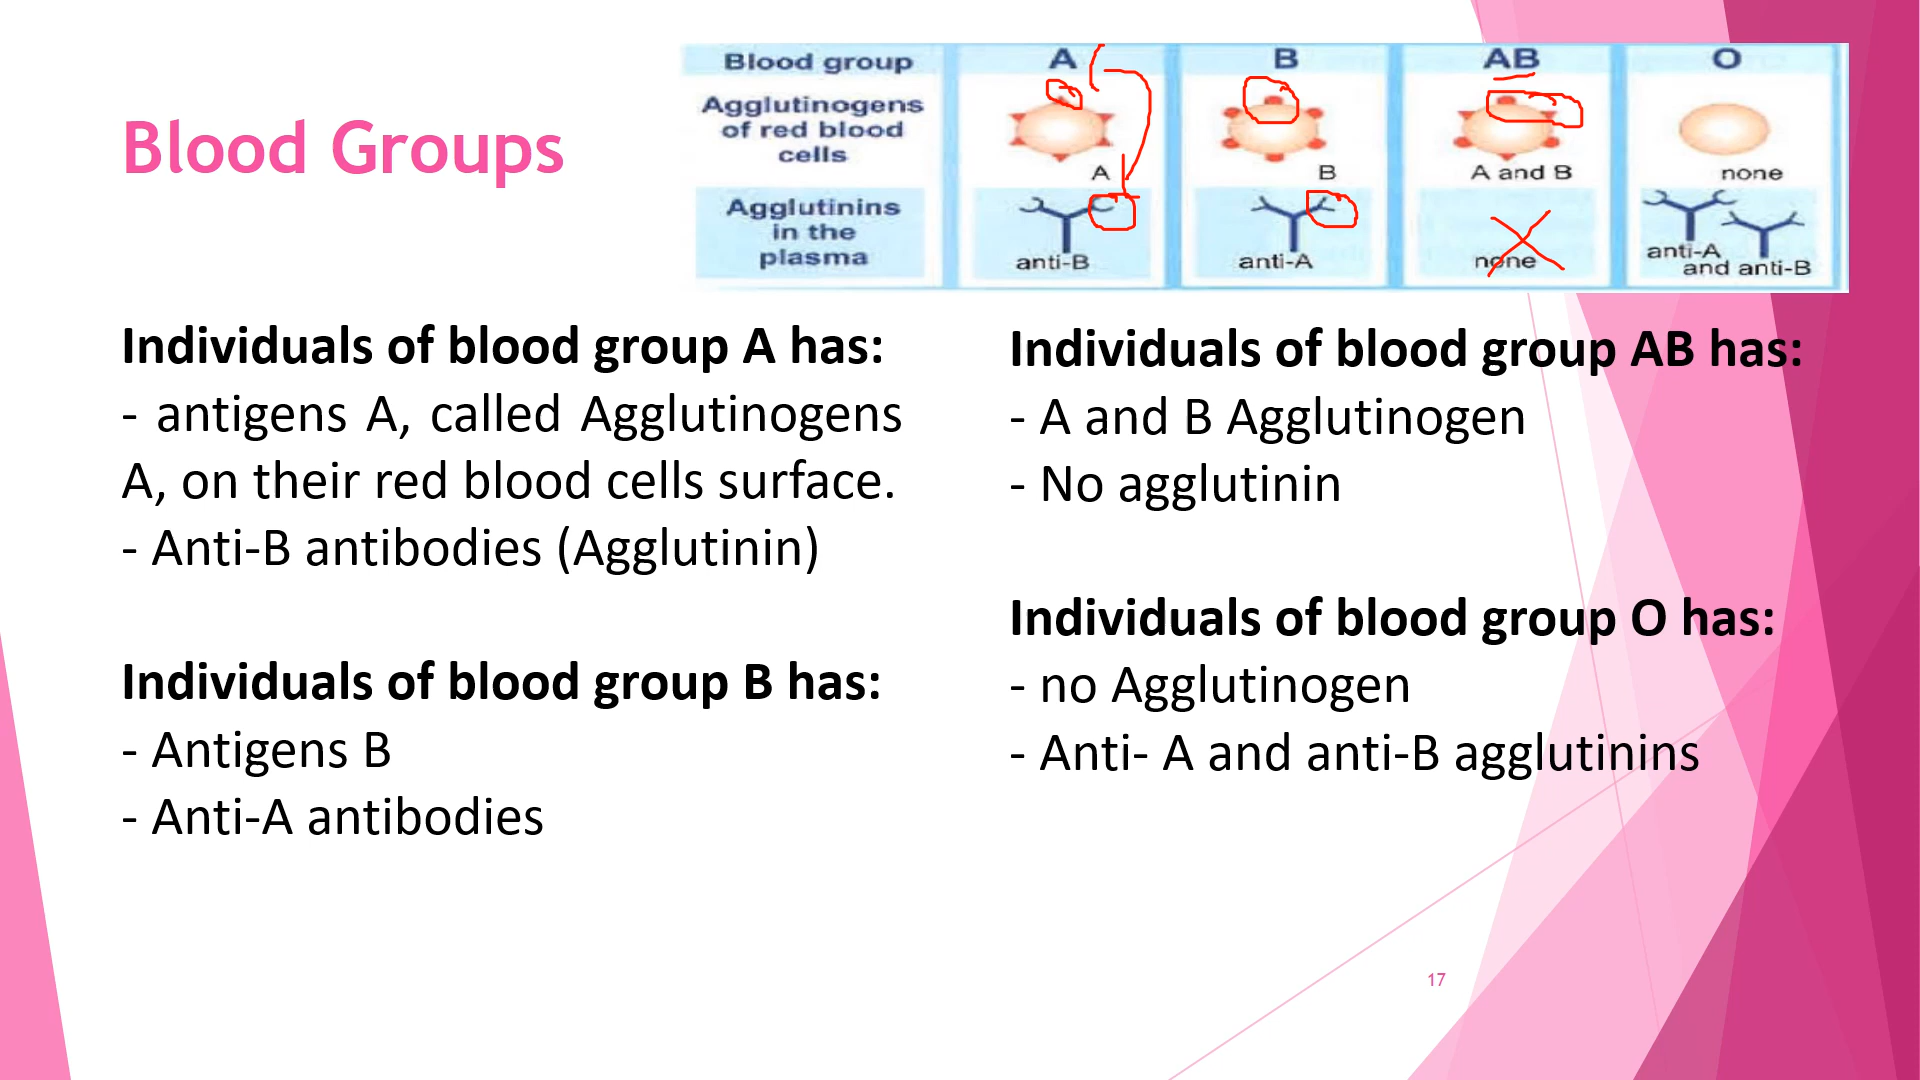 Blood Groups
Blood group A B AB O
Agglutinogens
of red blood
cells
A B A and B none
Agglutinins
in the
plasma
anti-B anti-A none anti-A
and anti-B
Individuals of blood group A has:
- antigens A, called Agglutinogens
A, on their red blood cells surface.
- Anti-B antibodies (Agglutinin)
Individuals of blood group B has:
- Antigens B
- Anti-A antibodies
Individuals of blood group AB has:
- A and B Agglutinogen
- No agglutinin
Individuals of blood group O has:
- no Agglutinogen
- Anti- A and anti-B agglutinins
17